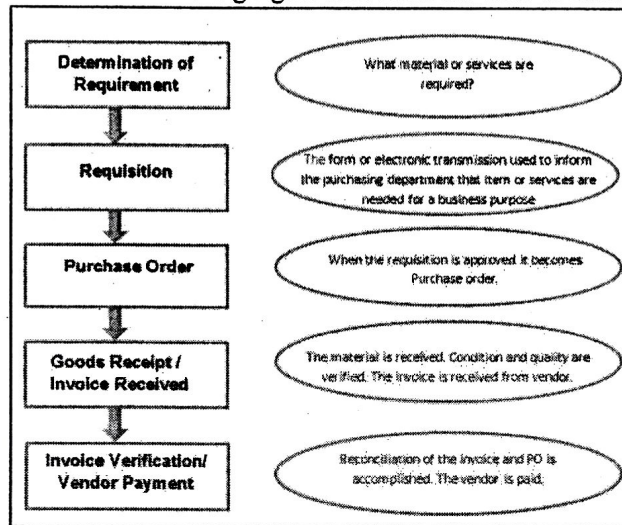 Determination of
Requirement
What material or services are
required?
Requisition
The form or electronic transmission used to inform
the purchasing department that item or services are
needed for a business purpose
Purchase Order
When the requisition is approved it becomes
Purchase order.
Goods Receipt /
Invoice Received
The material is received. Condition and quality are
verified. The invoice is received from vendor.
Invoice Verification/
Vendor Payment
Reconciliation of the invoice and PO is
accomplished. The vendor is paid.